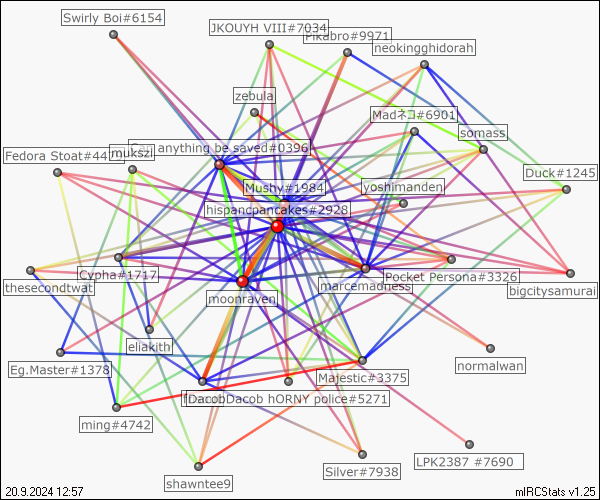 Swirly Boi#6154
JKOUYH VIII#7034
Pikabro#9971
neokingghidorah
zebula
Madネコ#6901
somass
Can anything be saved#0396
Fedora Stoat#44
mukszi
Mushy#1984
yoshimanden
Duck#1245
hispanopancakes#2928
Cypha#1717
thesecondtwat
moonraven
marcemadness
Pocket Persona#3326
bigcitysamurai
eliakith
normalwan
Eg.Master#1378
Majestic#3375
Dacob hORNY police#5271
ming#4742
LPK2387 #7690
Silver#7938
shawntee9
20.9.2024 12:57
mIRCStats v1.25